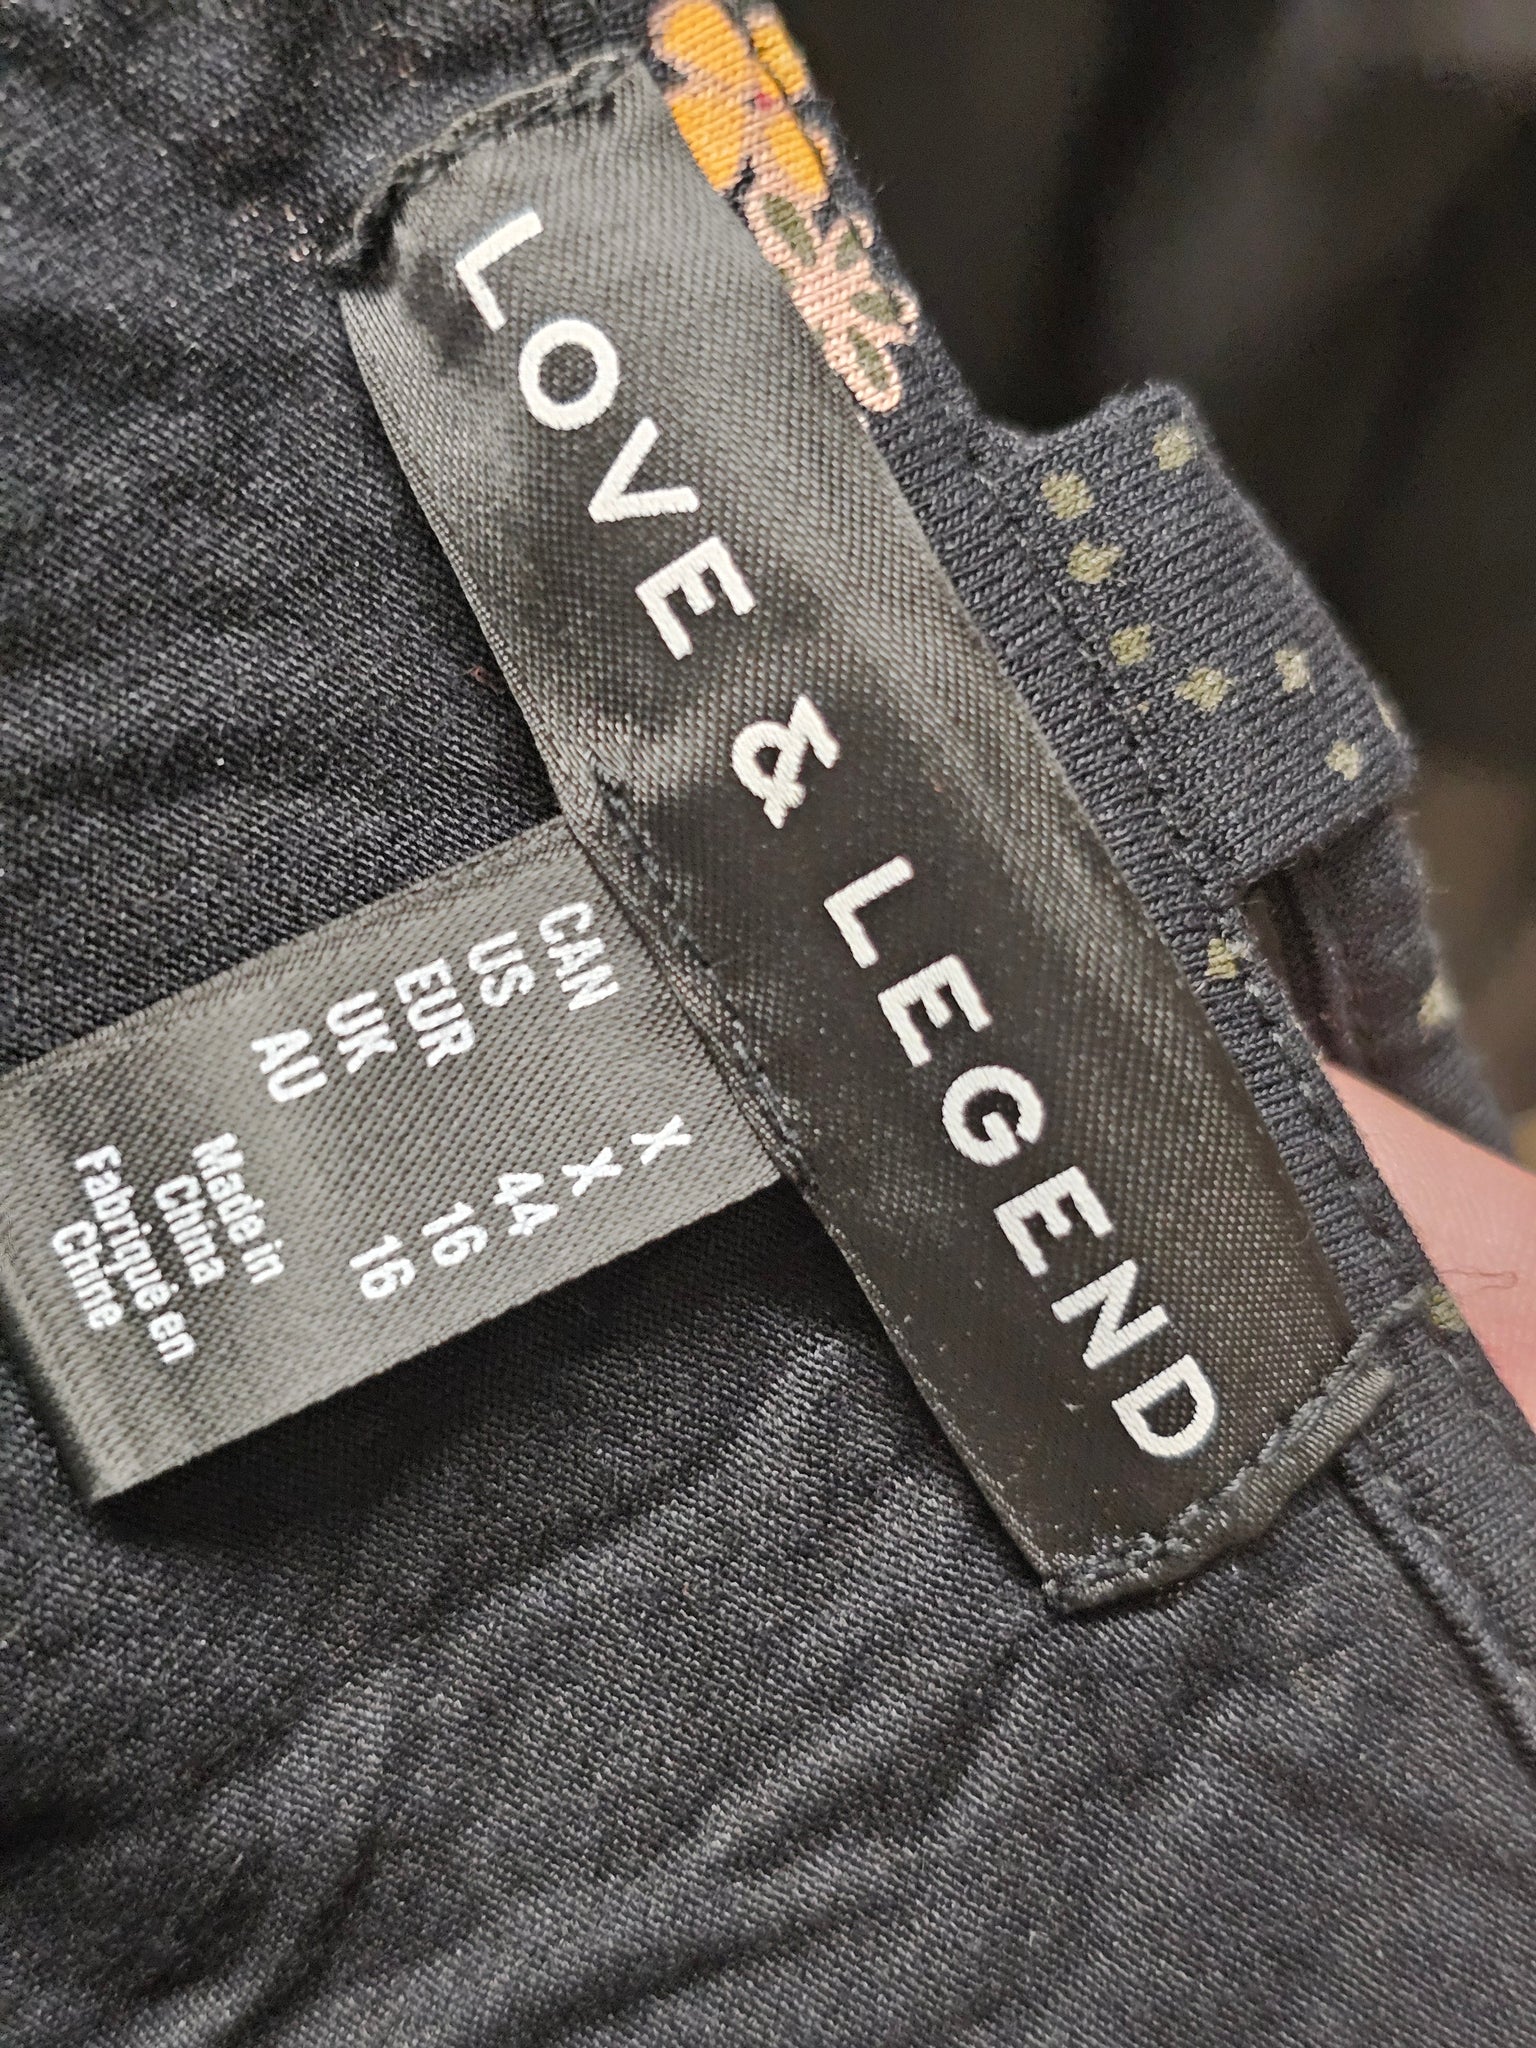 LOVE & LEGEND
CAN X
US X
EUR 44
UK 16
AU 16
Made in
China
Fabriqué en
Chine